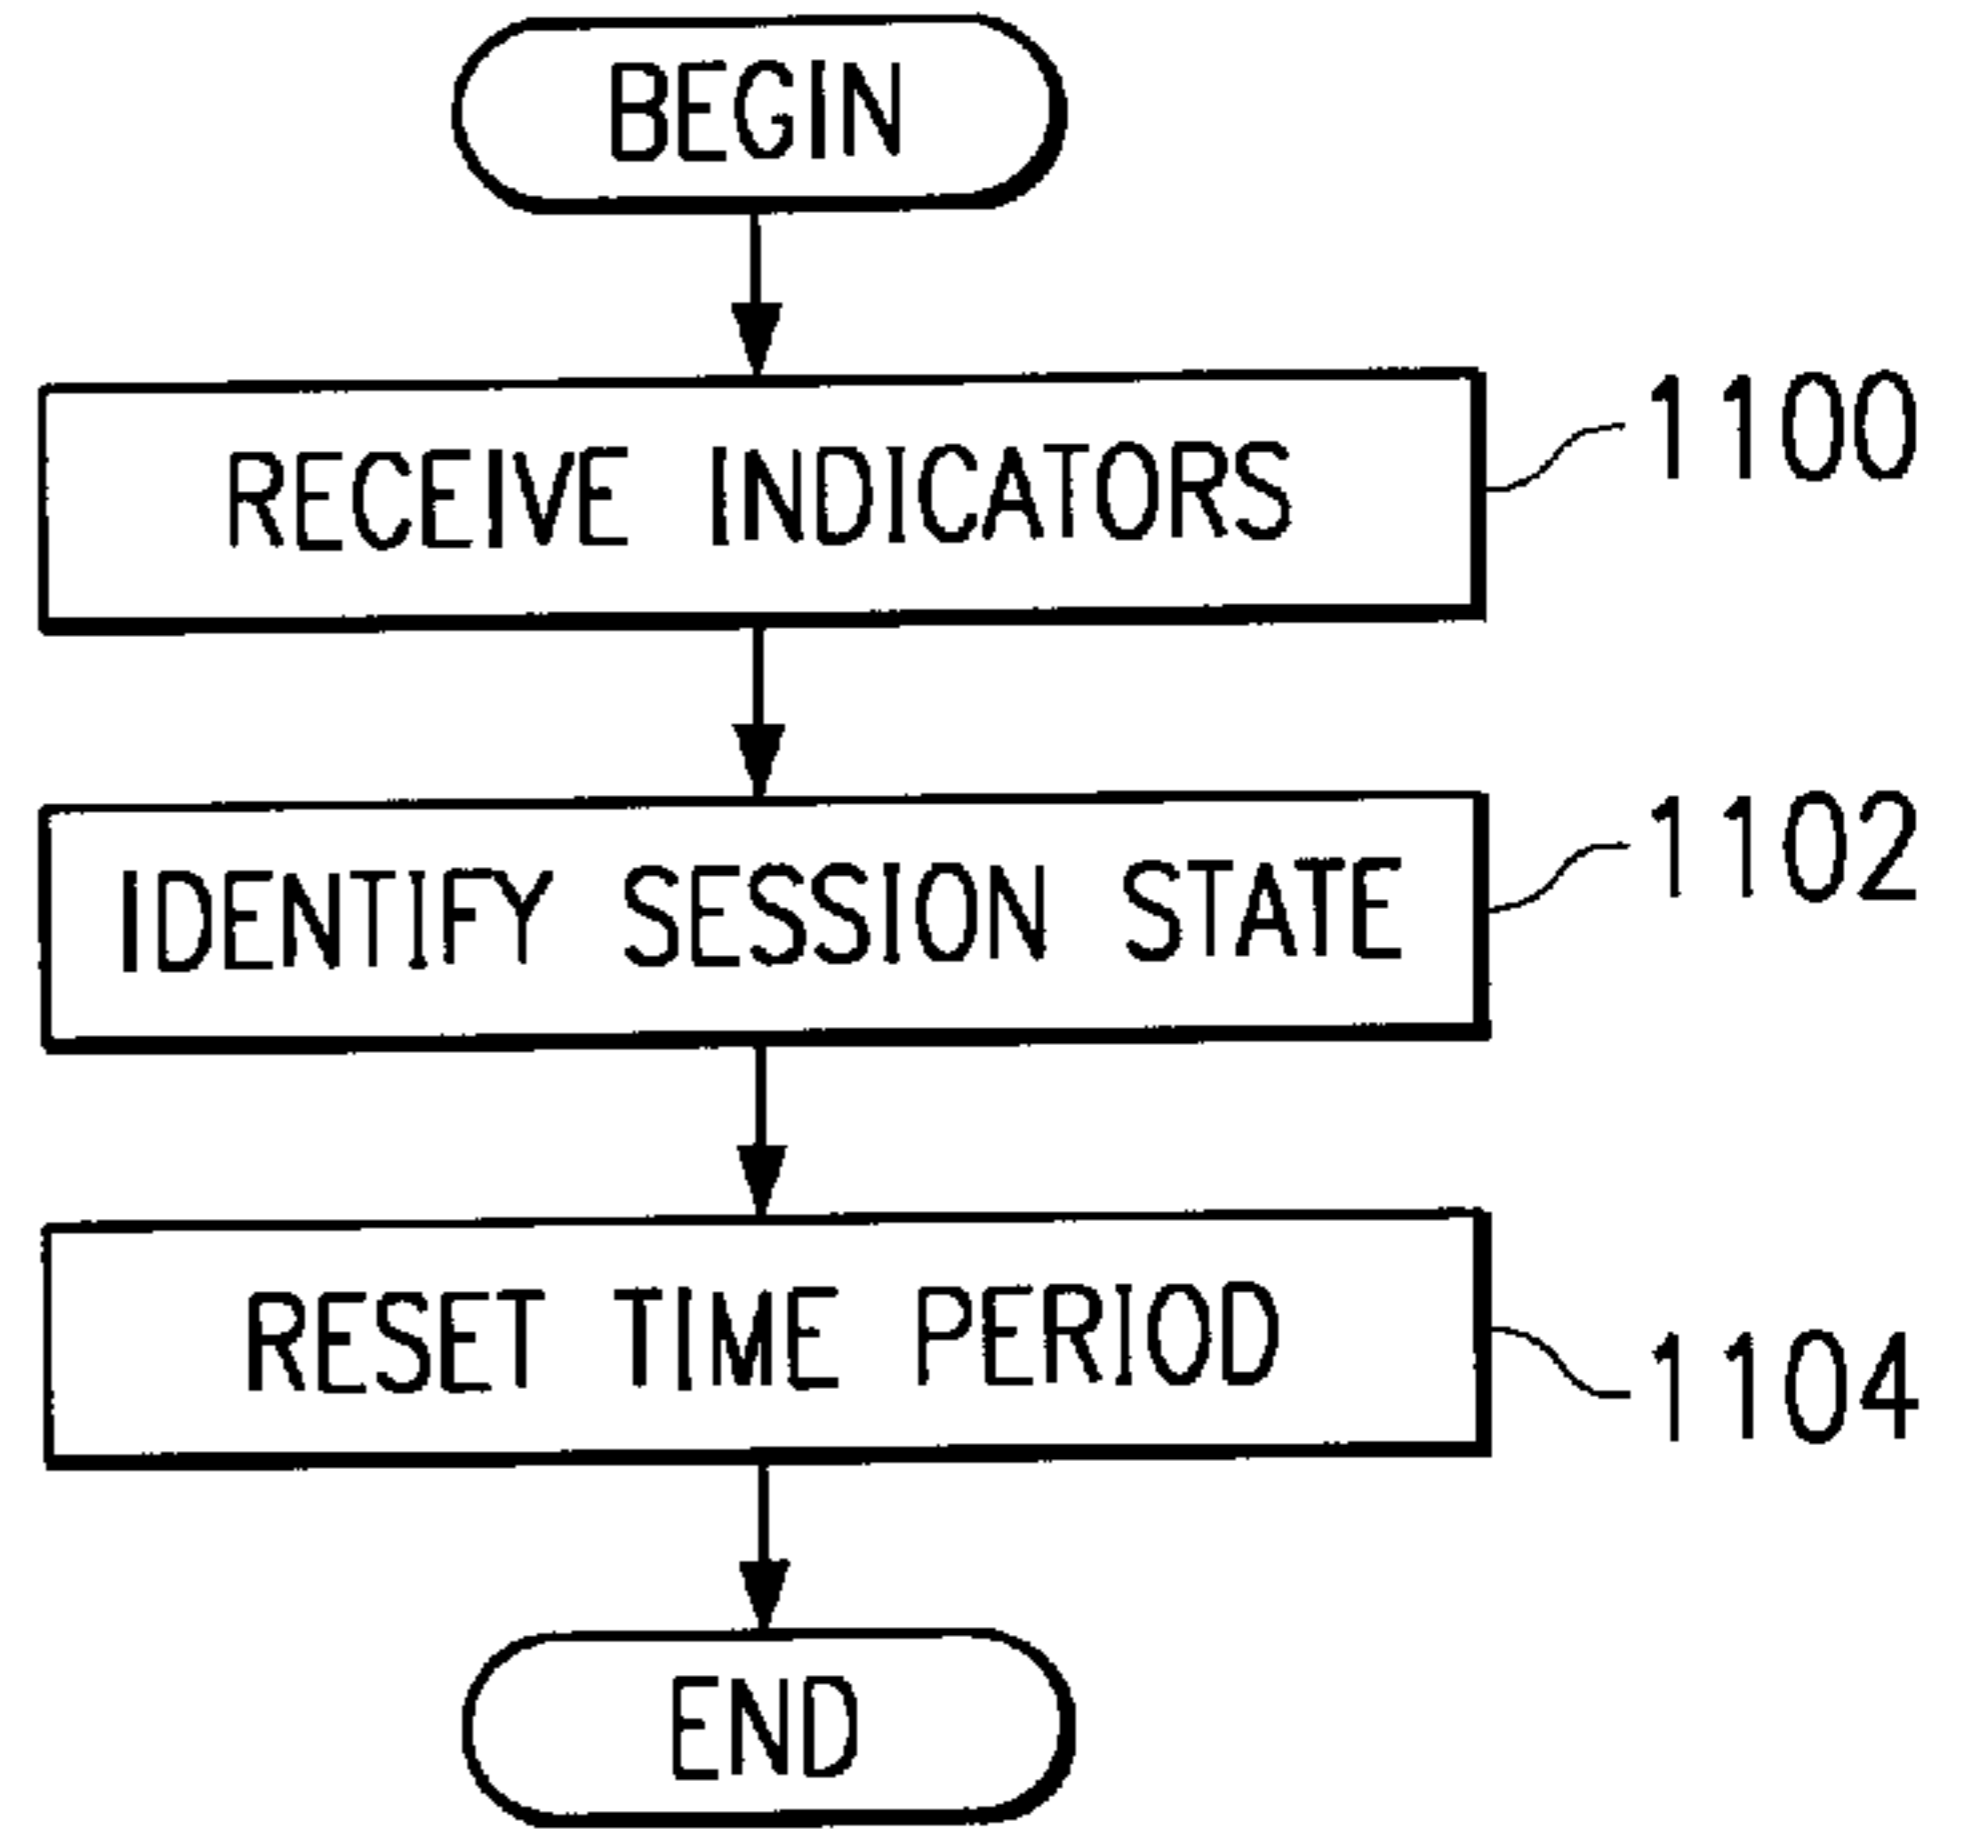 BEGIN
RECEIVE INDICATORS
1100
IDENTIFY SESSION STATE
1102
RESET TIME PERIOD
1104
END